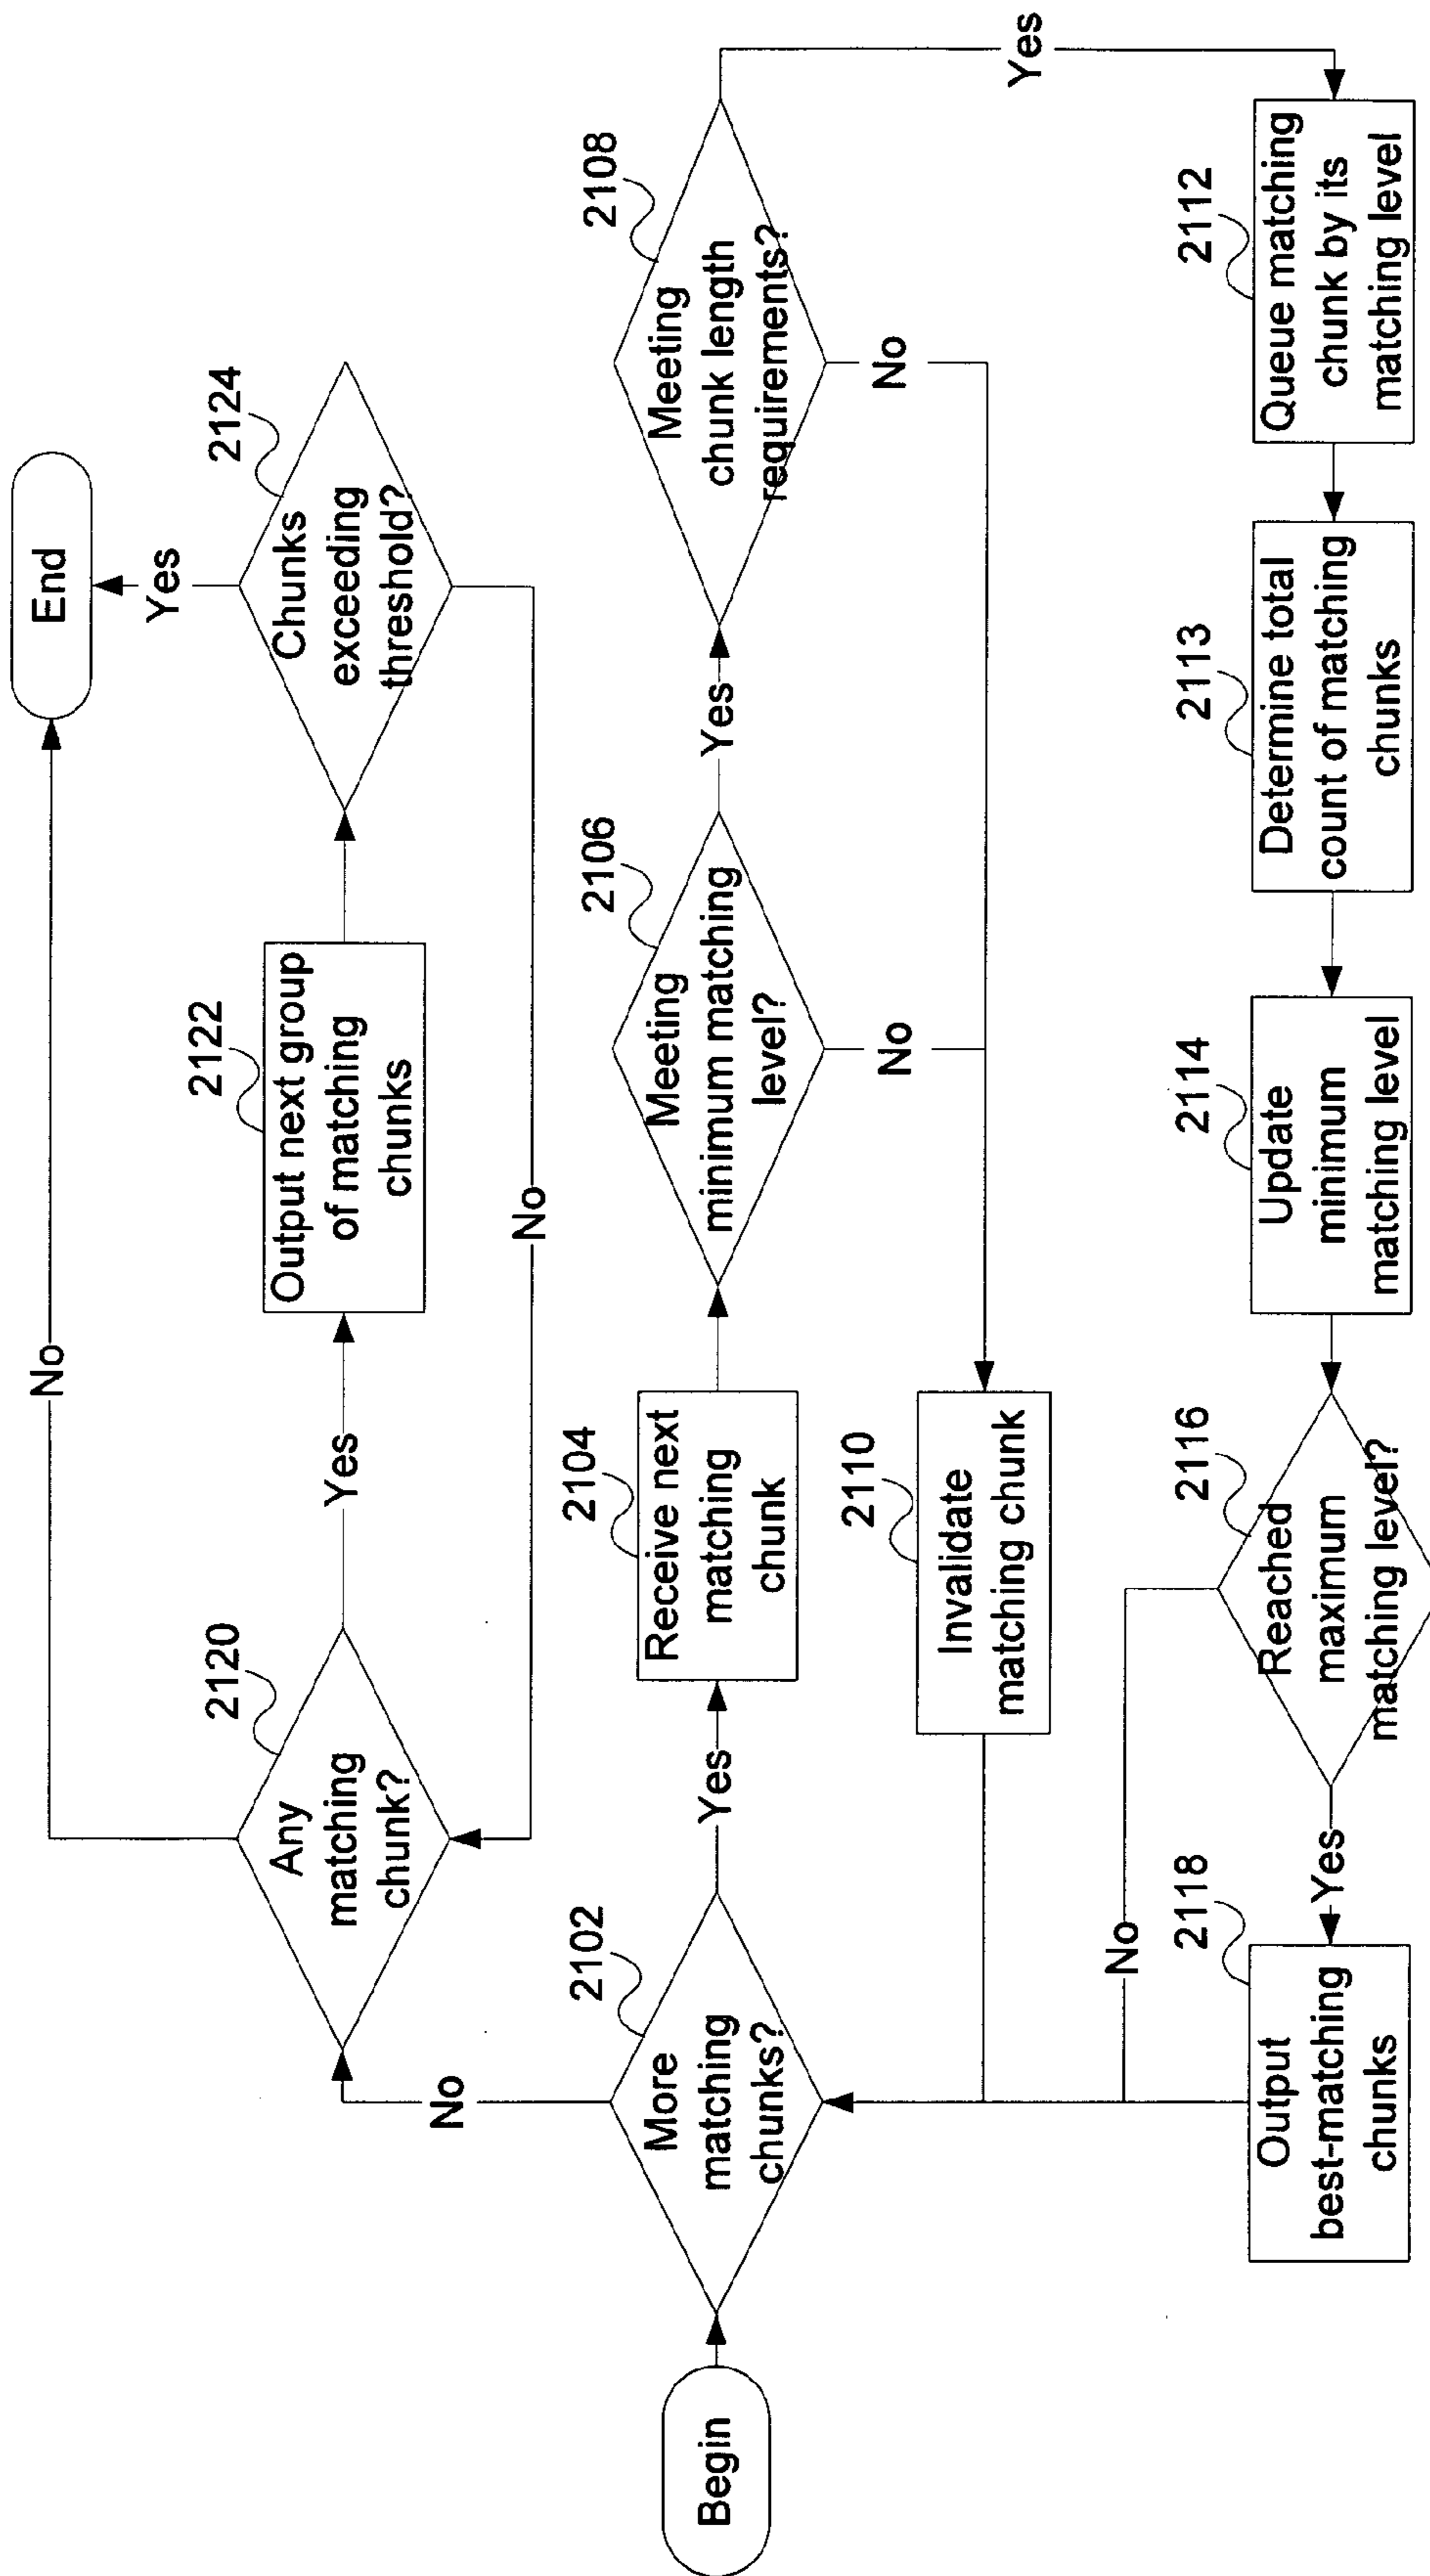 End
No
Yes
2120
Any
matching
chunk?
Yes
2122
Output next group
of matching
chunks
2124
Chunks
exceeding
threshold?
No
No
Begin
2102
More
matching
chunks?
Yes
2104
Receive next
matching
chunk
2106
Meeting
minimum matching
level?
Yes
2108
Meeting
chunk length
requirements?
No
No
Yes
2110
Invalidate
matching chunk
No
2118
Output
best-matching
chunks
Yes
2116
Reached
maximum
matching level?
2114
Update
minimum
matching level
2113
Determine total
count of matching
chunks
2112
Queue matching
chunk by its
matching level